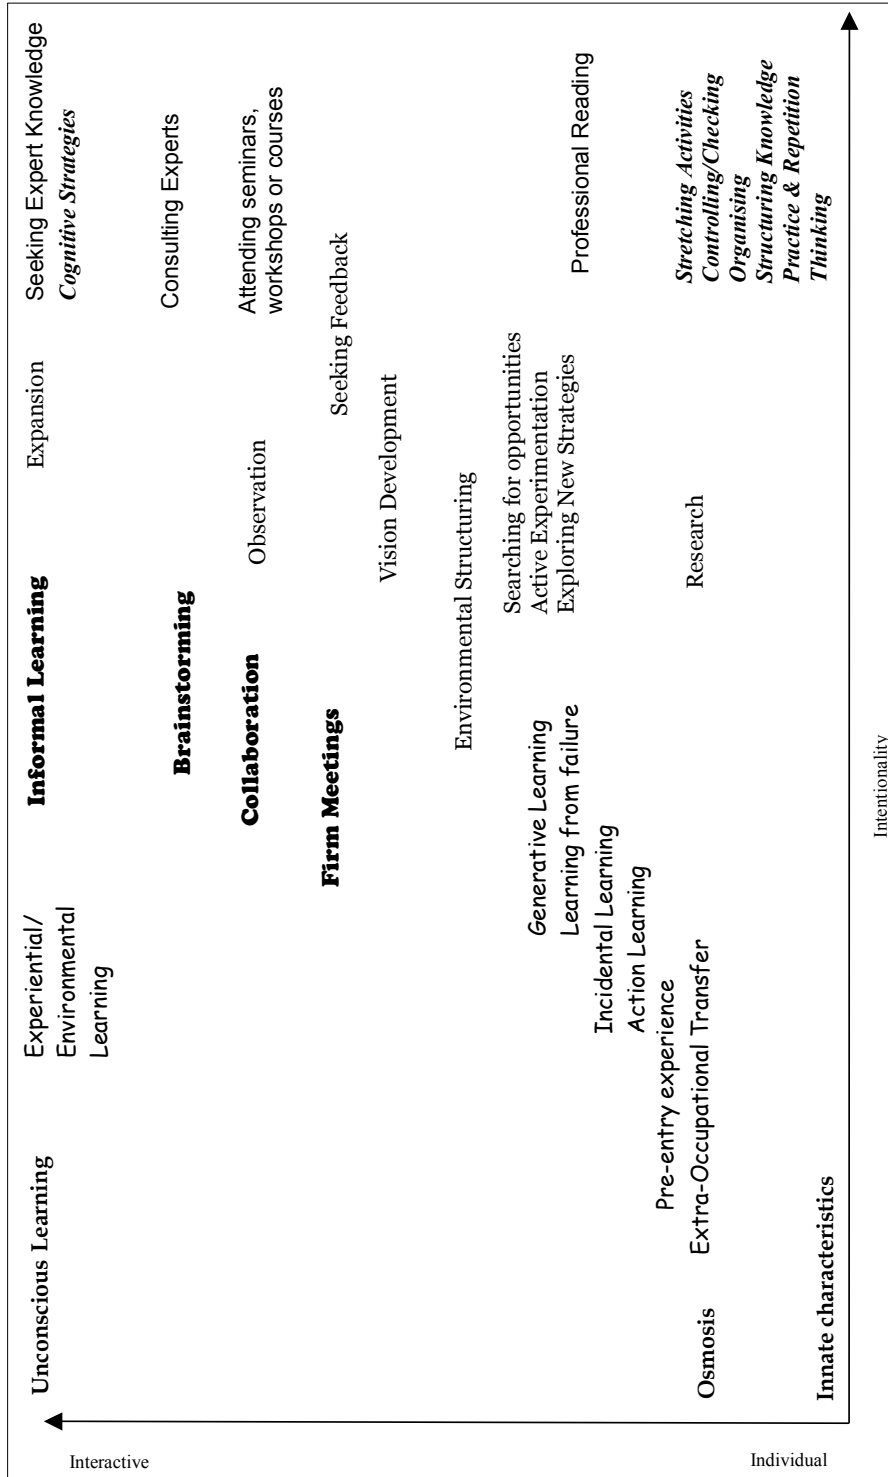 Unconscious Learning
Experiential/
Environmental
Learning
Informal Learning
Expansion
Seeking Expert Knowledge
Cognitive Strategies
Brainstorming
Consulting Experts
Collaboration
Observation
Attending seminars,
workshops or courses
Firm Meetings
Seeking Feedback
Vision Development
Environmental Structuring
Searching for opportunities
Active Experimentation
Exploring New Strategies
Generative Learning
Learning from failure
Professional Reading
Incidental Learning
Action Learning
Pre-entry experience
Extra-Occupational Transfer
Osmosis
Research
Stretching Activities
Controlling/Checking
Organising
Structuring Knowledge
Practice & Repetition
Thinking
Innate characteristics
Intentionality
Interactive
Individual